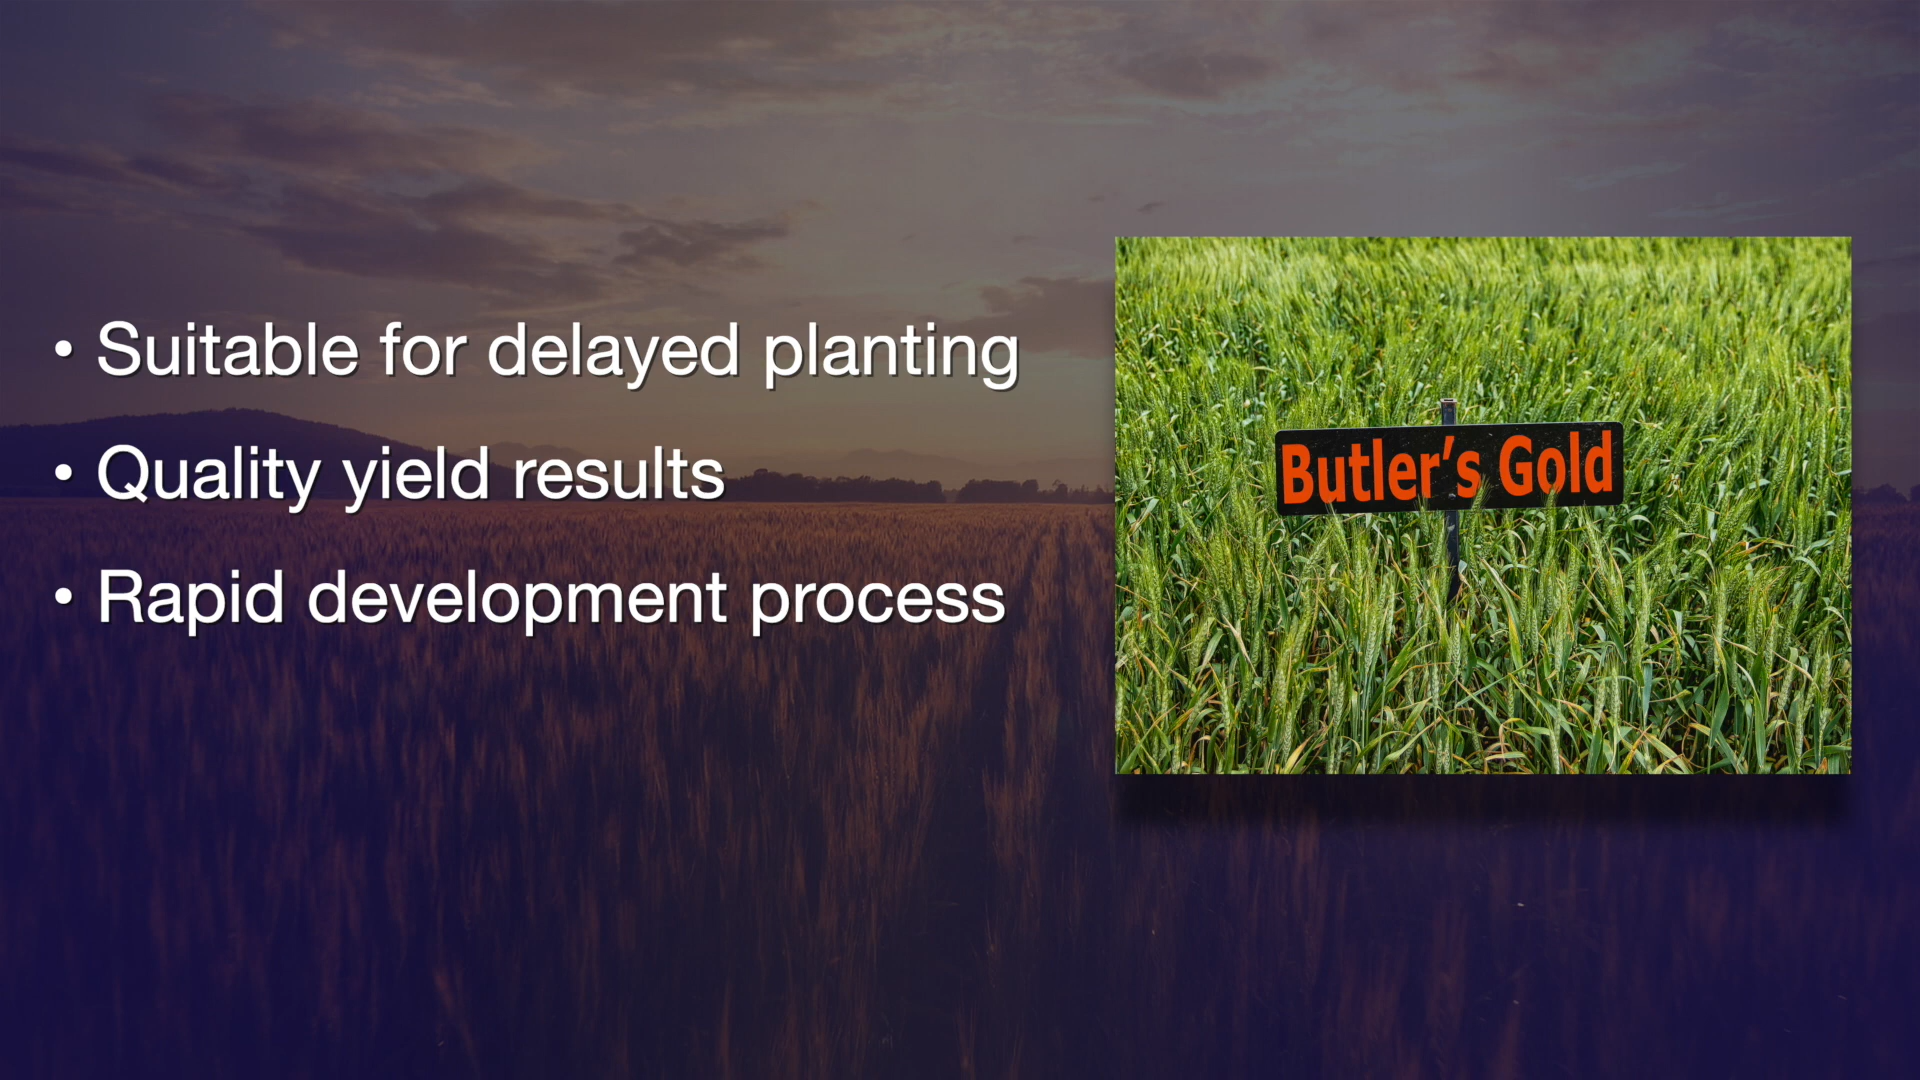 • Suitable for delayed planting
• Quality yield results
• Rapid development process
Butler’s Gold